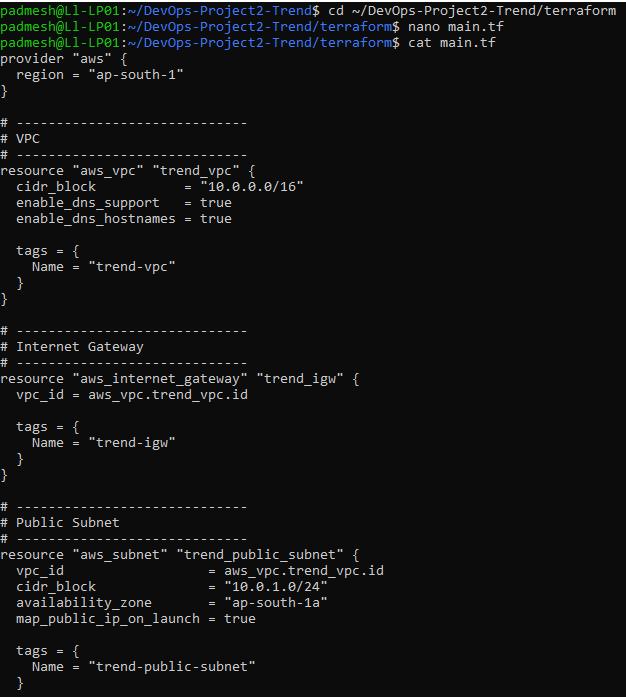 padmesh@Ll-LP01:~/DevOps-Project2-Trend$ cd ~/DevOps-Project2-Trend/terraform
padmesh@Ll-LP01:~/DevOps-Project2-Trend/terraform$ nano main.tf
padmesh@Ll-LP01:~/DevOps-Project2-Trend/terraform$ cat main.tf
provider "aws" {
  region = "ap-south-1"
}

# -----------------------------
# VPC
# -----------------------------
resource "aws_vpc" "trend_vpc" {
  cidr_block           = "10.0.0.0/16"
  enable_dns_support   = true
  enable_dns_hostnames = true

  tags = {
    Name = "trend-vpc"
  }
}

# -----------------------------
# Internet Gateway
# -----------------------------
resource "aws_internet_gateway" "trend_igw" {
  vpc_id = aws_vpc.trend_vpc.id

  tags = {
    Name = "trend-igw"
  }
}

# -----------------------------
# Public Subnet
# -----------------------------
resource "aws_subnet" "trend_public_subnet" {
  vpc_id                  = aws_vpc.trend_vpc.id
  cidr_block              = "10.0.1.0/24"
  availability_zone       = "ap-south-1a"
  map_public_ip_on_launch = true

  tags = {
    Name = "trend-public-subnet"
  }